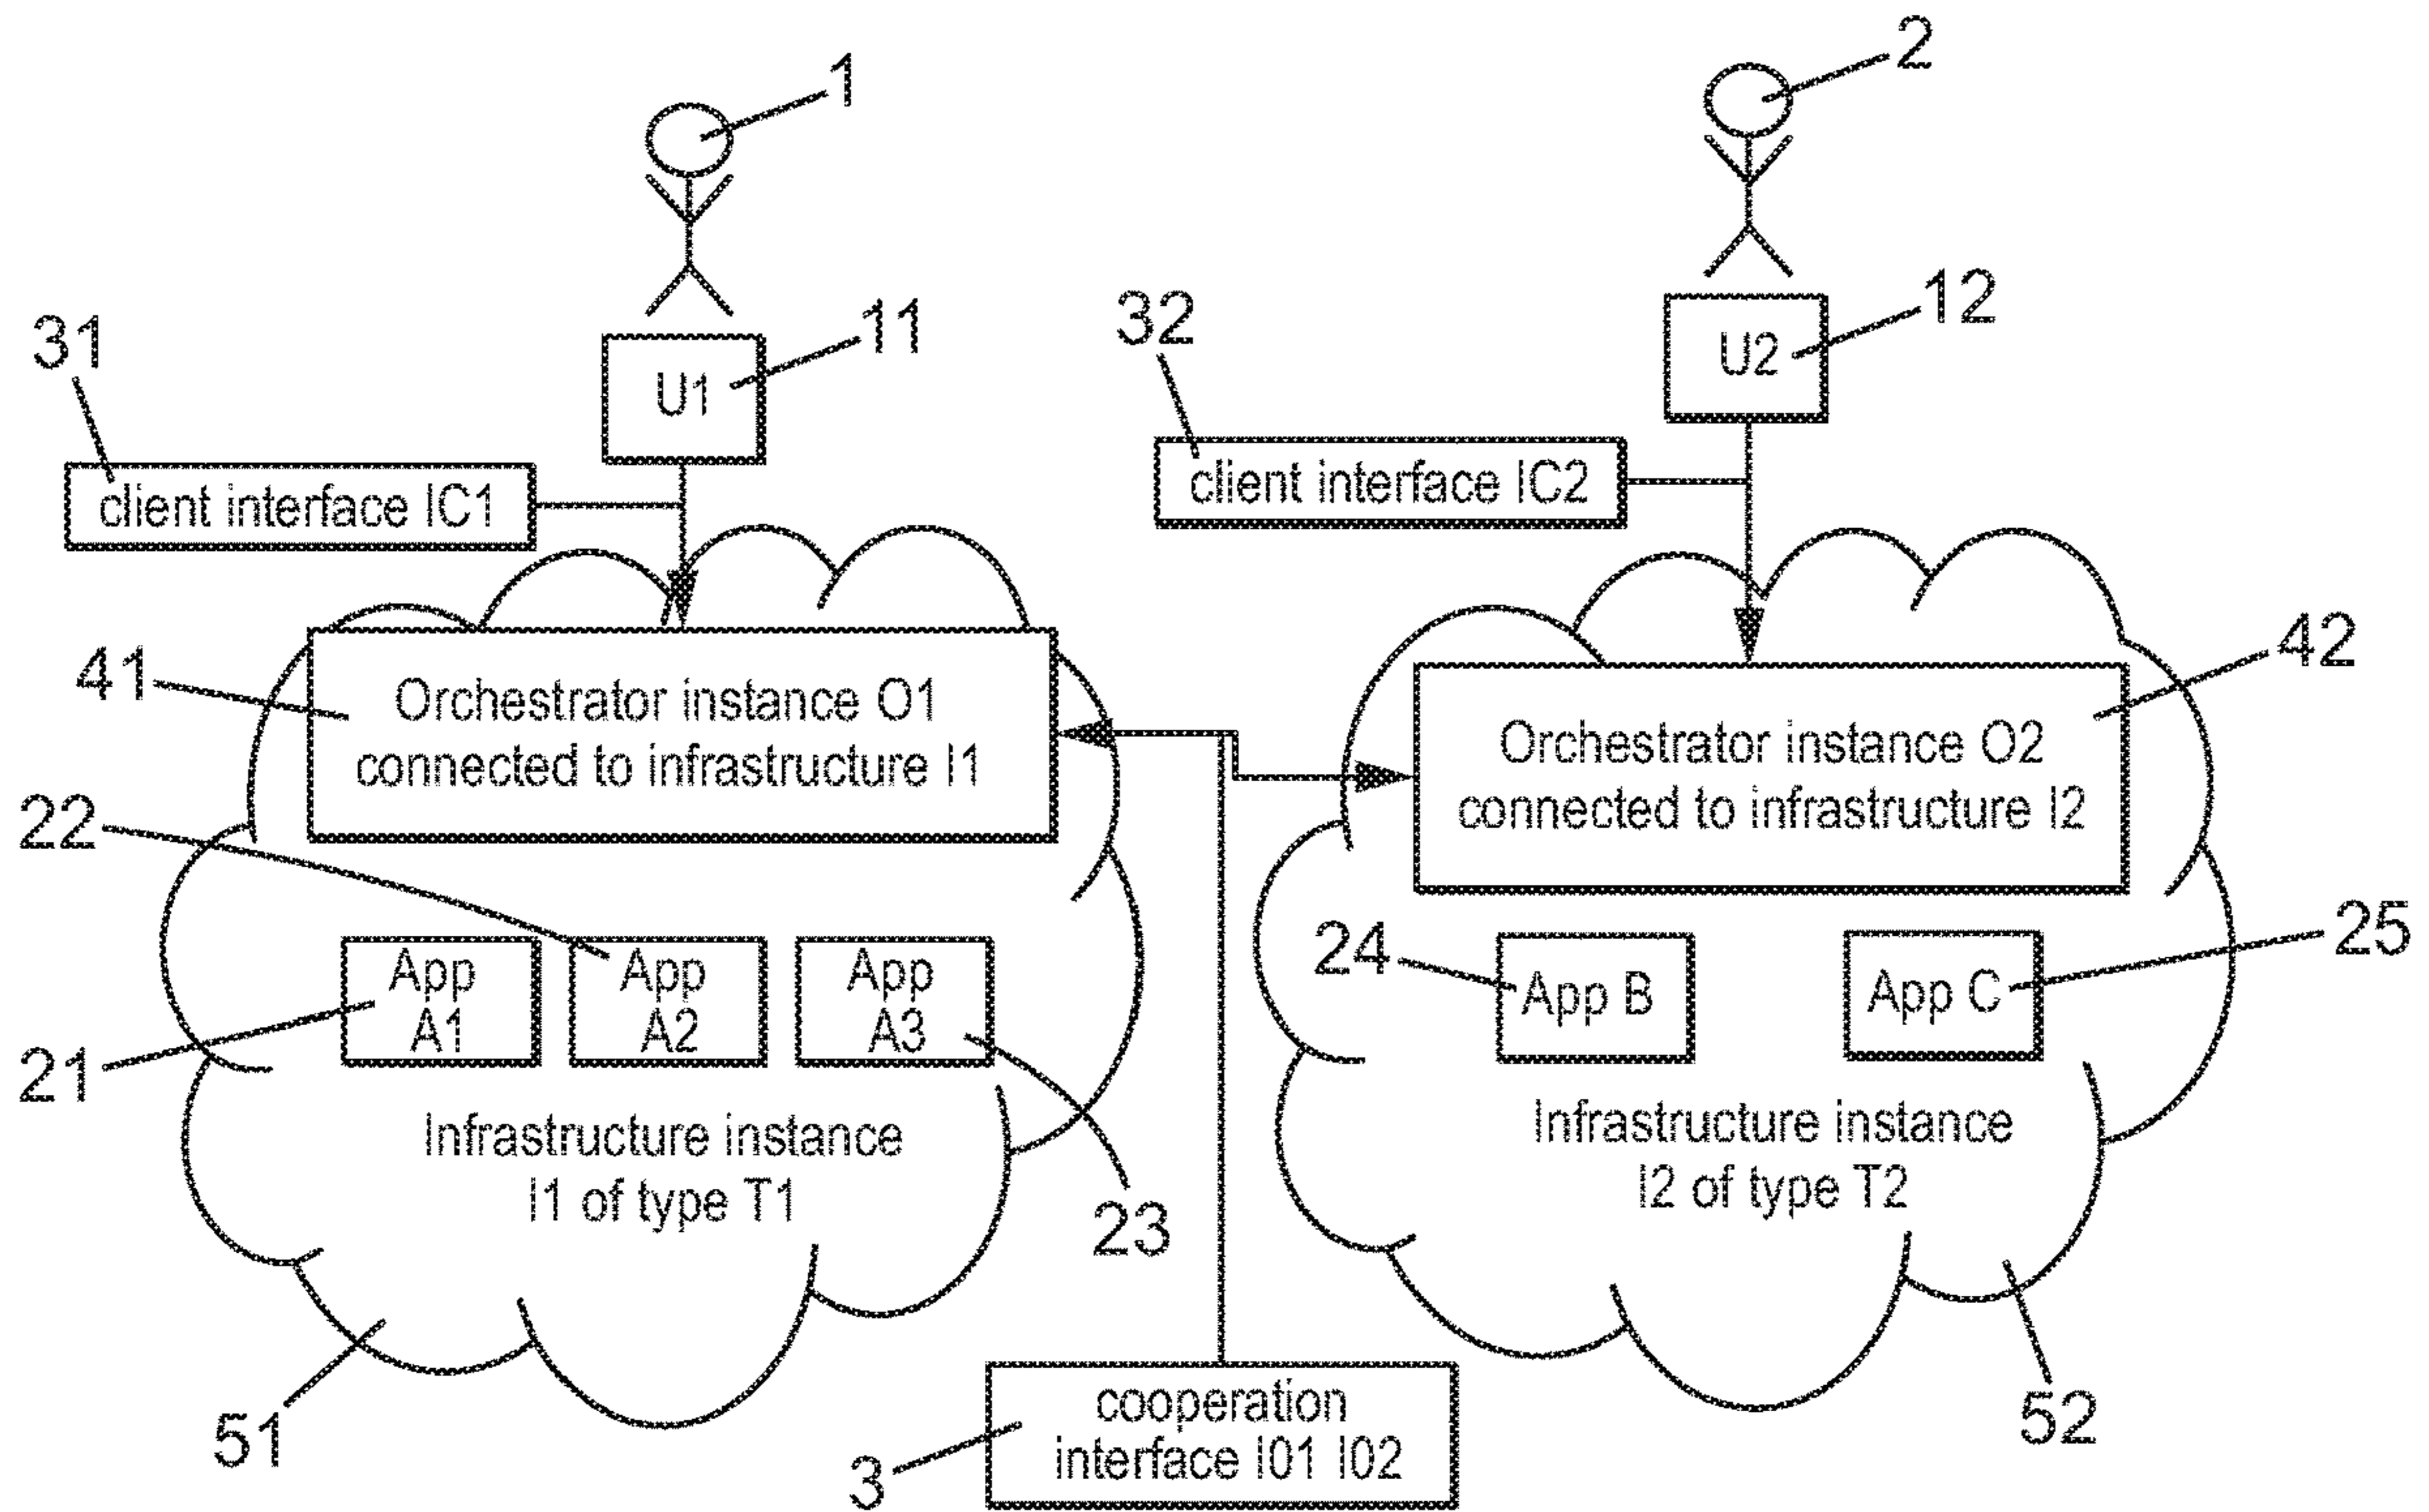 1
2
31
11
32
12
U1
U2
client interface IC1
client interface IC2
41
Orchestrator instance O1
connected to infrastructure I1
42
Orchestrator instance O2
connected to infrastructure I2
22
21
App
A1
App
A2
App
A3
24
App B
App C
25
Infrastructure instance
I1 of type T1
23
Infrastructure instance
I2 of type T2
51
52
3
cooperation
interface I01 I02